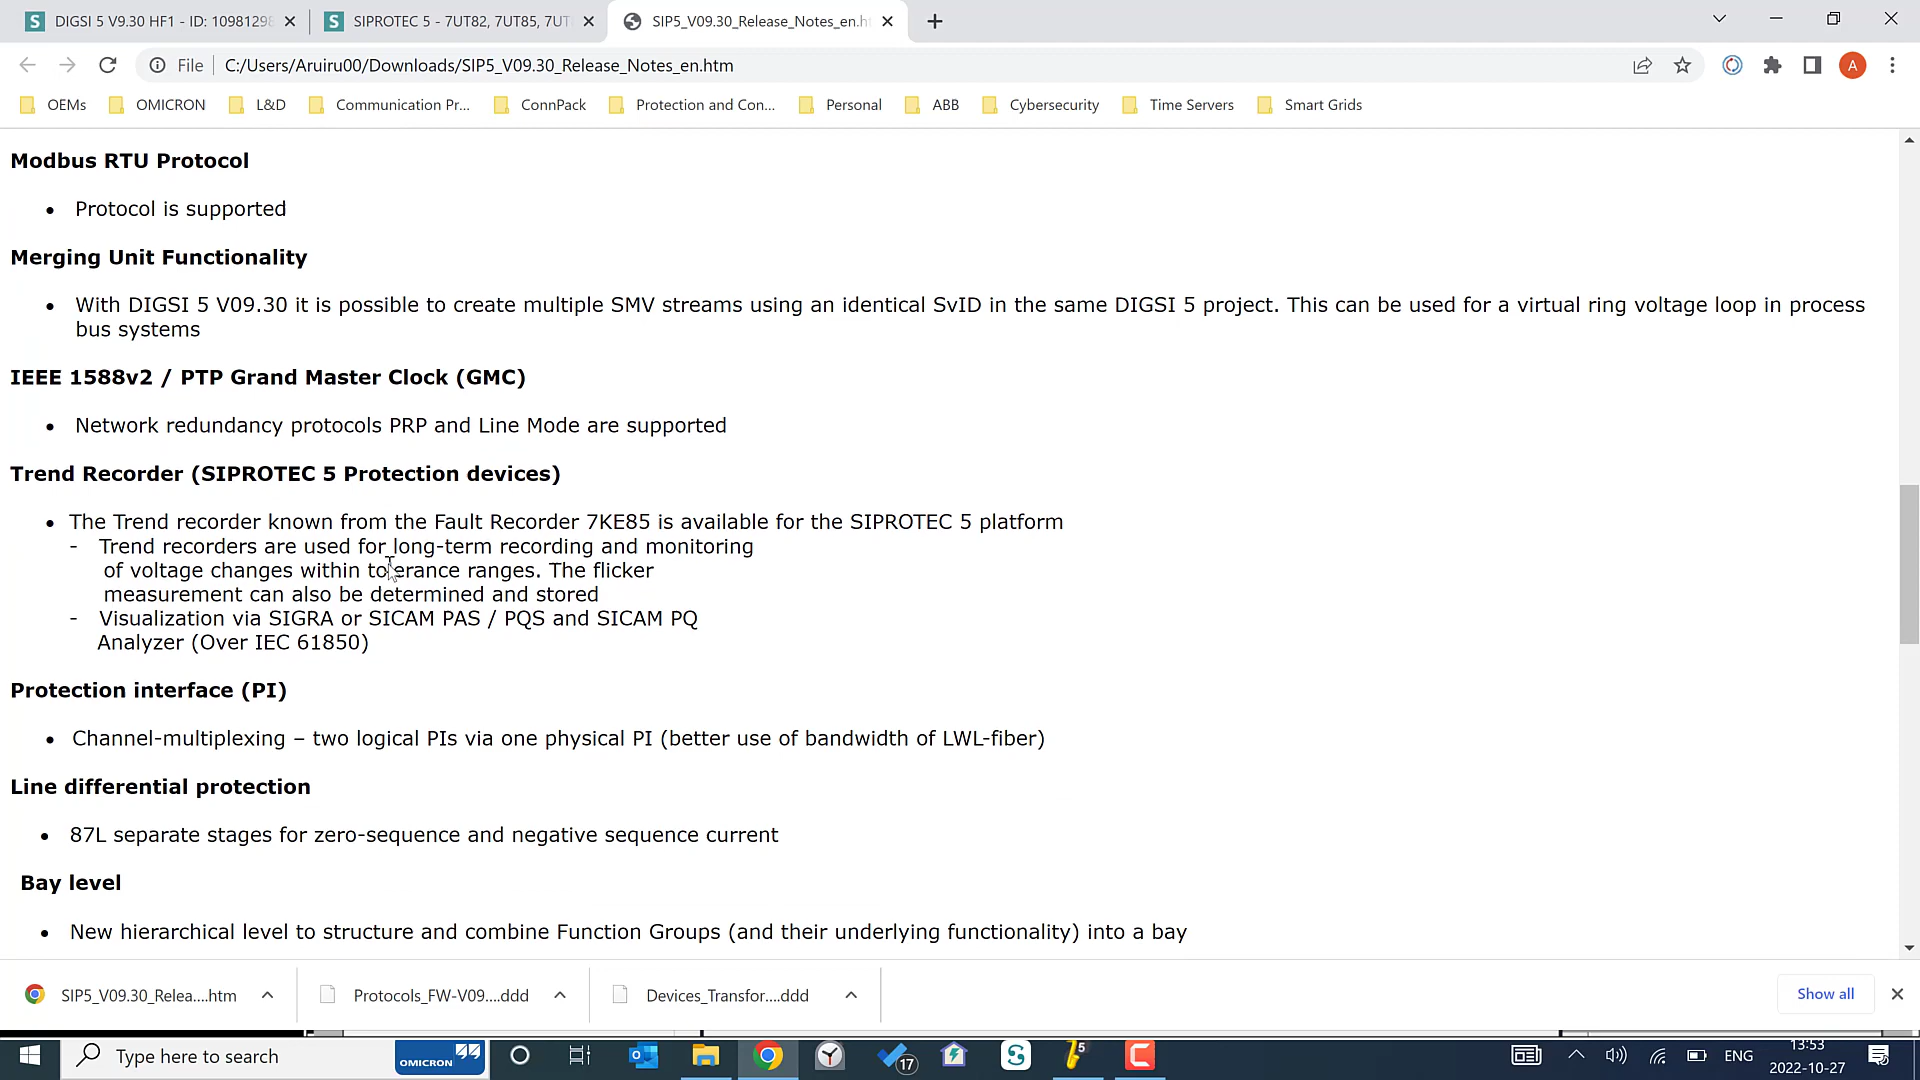 DIGSI 5 V9.30 HF1 - ID: 10981298
SIPROTEC 5 - 7UT82, 7UT85, 7UT
SIP5_V09.30_Release_Notes_en.h
File
C:/Users/Aruiru00/Downloads/SIP5_V09.30_Release_Notes_en.htm
A
OEMs
OMICRON
L&D
Communication Pr...
ConnPack
Protection and Con...
Personal
ABB
Cybersecurity
Time Servers
Smart Grids
Modbus RTU Protocol
• Protocol is supported
Merging Unit Functionality
• With DIGSI 5 V09.30 it is possible to create multiple SMV streams using an identical SvID in the same DIGSI 5 project. This can be used for a virtual ring voltage loop in process
bus systems
IEEE 1588v2 / PTP Grand Master Clock (GMC)
• Network redundancy protocols PRP and Line Mode are supported
Trend Recorder (SIPROTEC 5 Protection devices)
• The Trend recorder known from the Fault Recorder 7KE85 is available for the SIPROTEC 5 platform
- Trend recorders are used for long-term recording and monitoring
of voltage changes within tolerance ranges. The flicker
measurement can also be determined and stored
- Visualization via SIGRA or SICAM PAS / PQS and SICAM PQ
Analyzer (Over IEC 61850)
Protection interface (PI)
• Channel-multiplexing – two logical PIs via one physical PI (better use of bandwidth of LWL-fiber)
Line differential protection
• 87L separate stages for zero-sequence and negative sequence current
Bay level
• New hierarchical level to structure and combine Function Groups (and their underlying functionality) into a bay
SIP5_V09.30_Relea....htm
Protocols_FW-V09....ddd
Devices_Transfor....ddd
Show all
Type here to search
OMICRON
17
5
ENG
13:53
2022-10-27